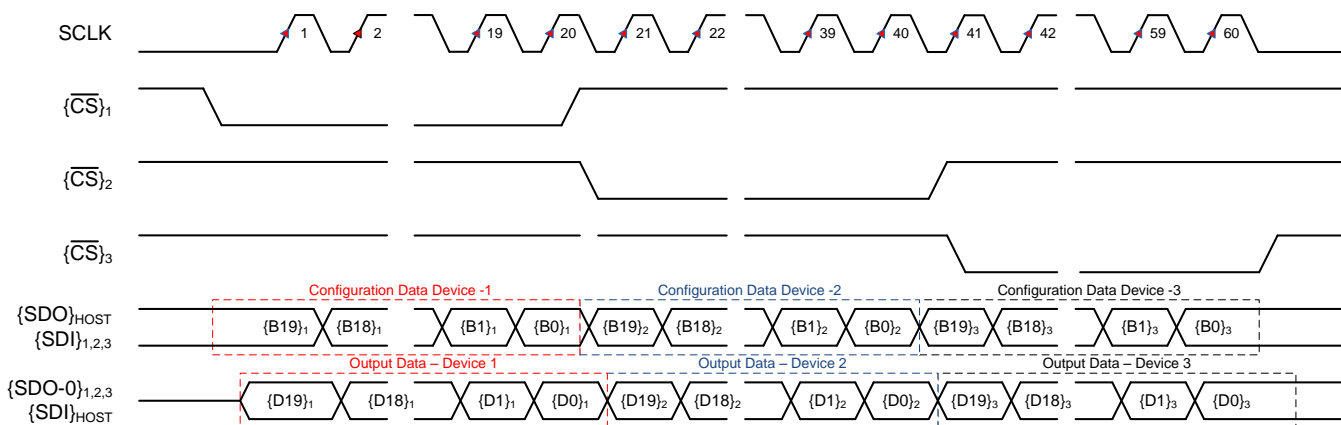 SCLK 1 2 19 20 21 22 39 40 41 42 59 60
{CS}1
{CS}2
{CS}3
Configuration Data Device -1 Configuration Data Device -2 Configuration Data Device -3
{SDO}HOST
{SDI}1,2,3
{B19}1 {B18}1 {B1}1 {B0}1 {B19}2 {B18}2 {B1}2 {B0}2 {B19}3 {B18}3 {B1}3 {B0}3
Output Data – Device 1 Output Data – Device 2 Output Data – Device 3
{SDO-0}1,2,3
{SDI}HOST
{D19}1 {D18}1 {D1}1 {D0}1 {D19}2 {D18}2 {D1}2 {D0}2 {D19}3 {D18}3 {D1}3 {D0}3